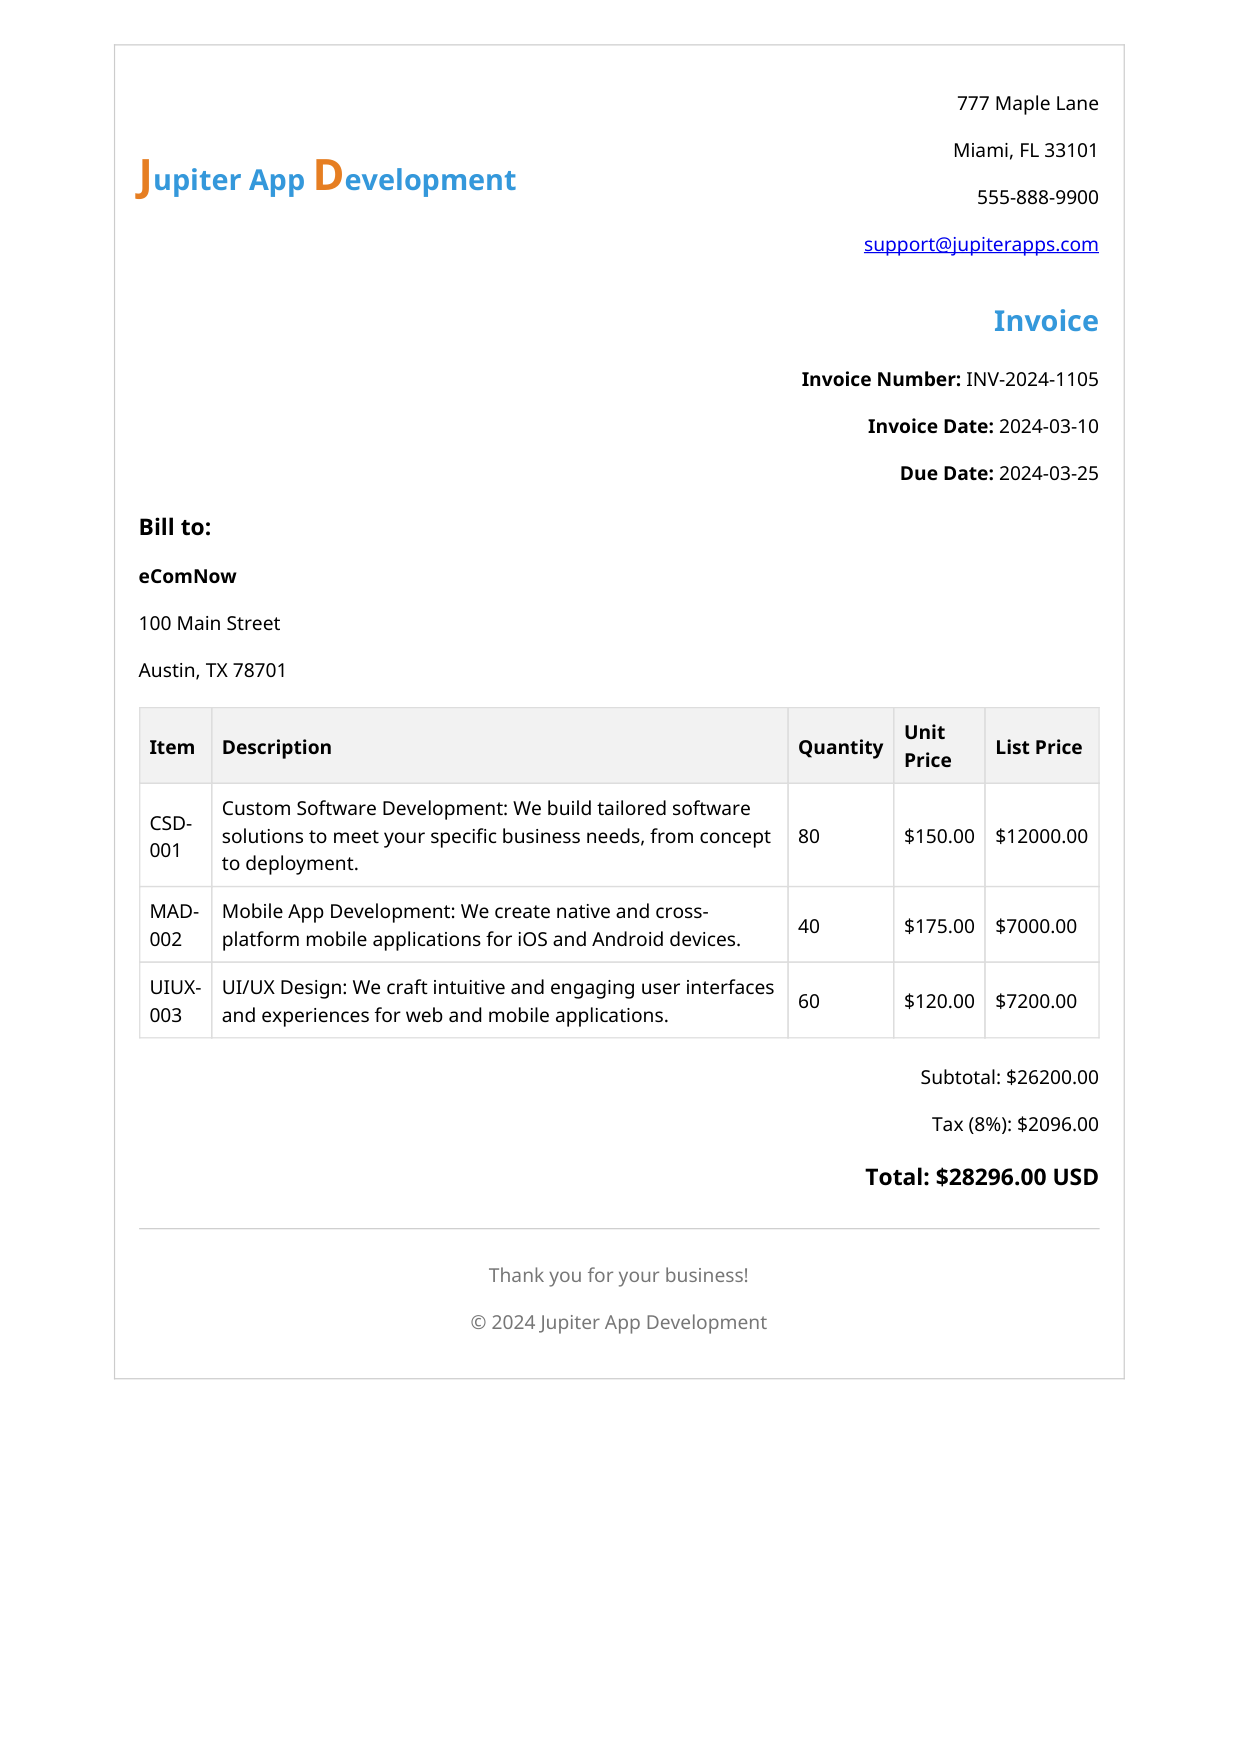 777 Maple Lane
Miami, FL 33101
Jupiter App Development
555-888-9900
support@jupiterapps.com
Invoice
Invoice Number: INV-2024-1105
Invoice Date: 2024-03-10
Due Date: 2024-03-25
Bill to:
eComNow
100 Main Street
Austin, TX 78701
Item Description Quantity Unit Price List Price
CSD-001 Custom Software Development: We build tailored software
solutions to meet your specific business needs, from concept
to deployment. 80 $150.00 $12000.00
MAD-002 Mobile App Development: We create native and cross-
platform mobile applications for iOS and Android devices. 40 $175.00 $7000.00
UIUX-003 UI/UX Design: We craft intuitive and engaging user interfaces
and experiences for web and mobile applications. 60 $120.00 $7200.00
Subtotal: $26200.00
Tax (8%): $2096.00
Total: $28296.00 USD
Thank you for your business!
© 2024 Jupiter App Development